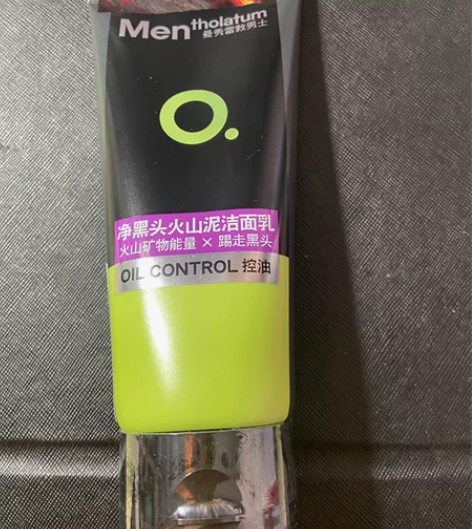 Mentholatum
曼秀雷敦男士
O.
净黑头火山泥洁面乳
火山矿物能量 × 踢走黑头
OIL CONTROL 控油